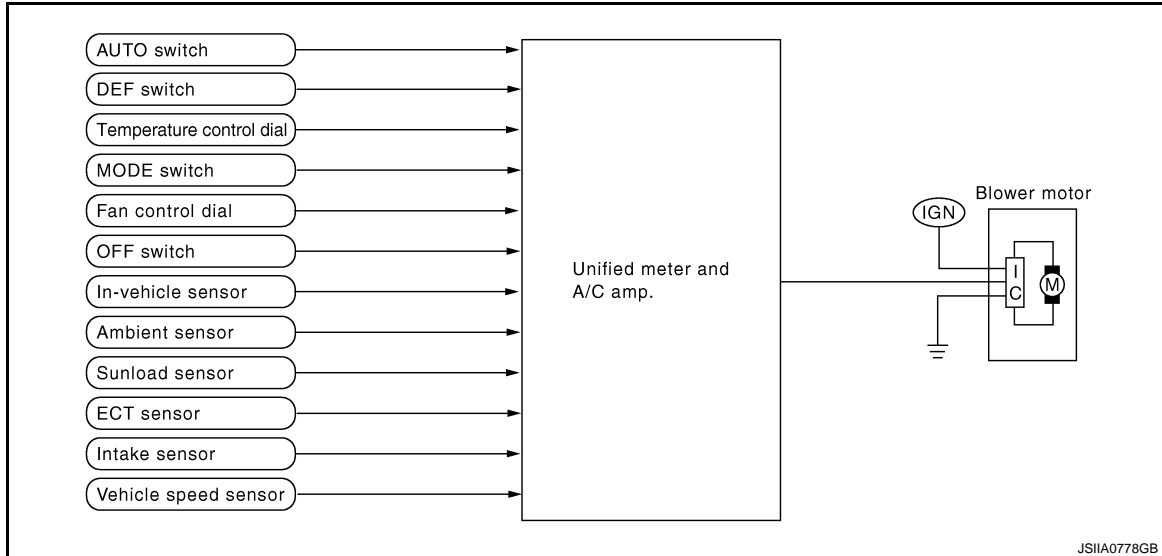 AUTO switch
DEF switch
Temperature control dial
MODE switch
Fan control dial
OFF switch
In-vehicle sensor
Ambient sensor
Sunload sensor
ECT sensor
Intake sensor
Vehicle speed sensor
Unified meter and
A/C amp.
Blower motor
IGN
I
C
M
JSIIA0778GB